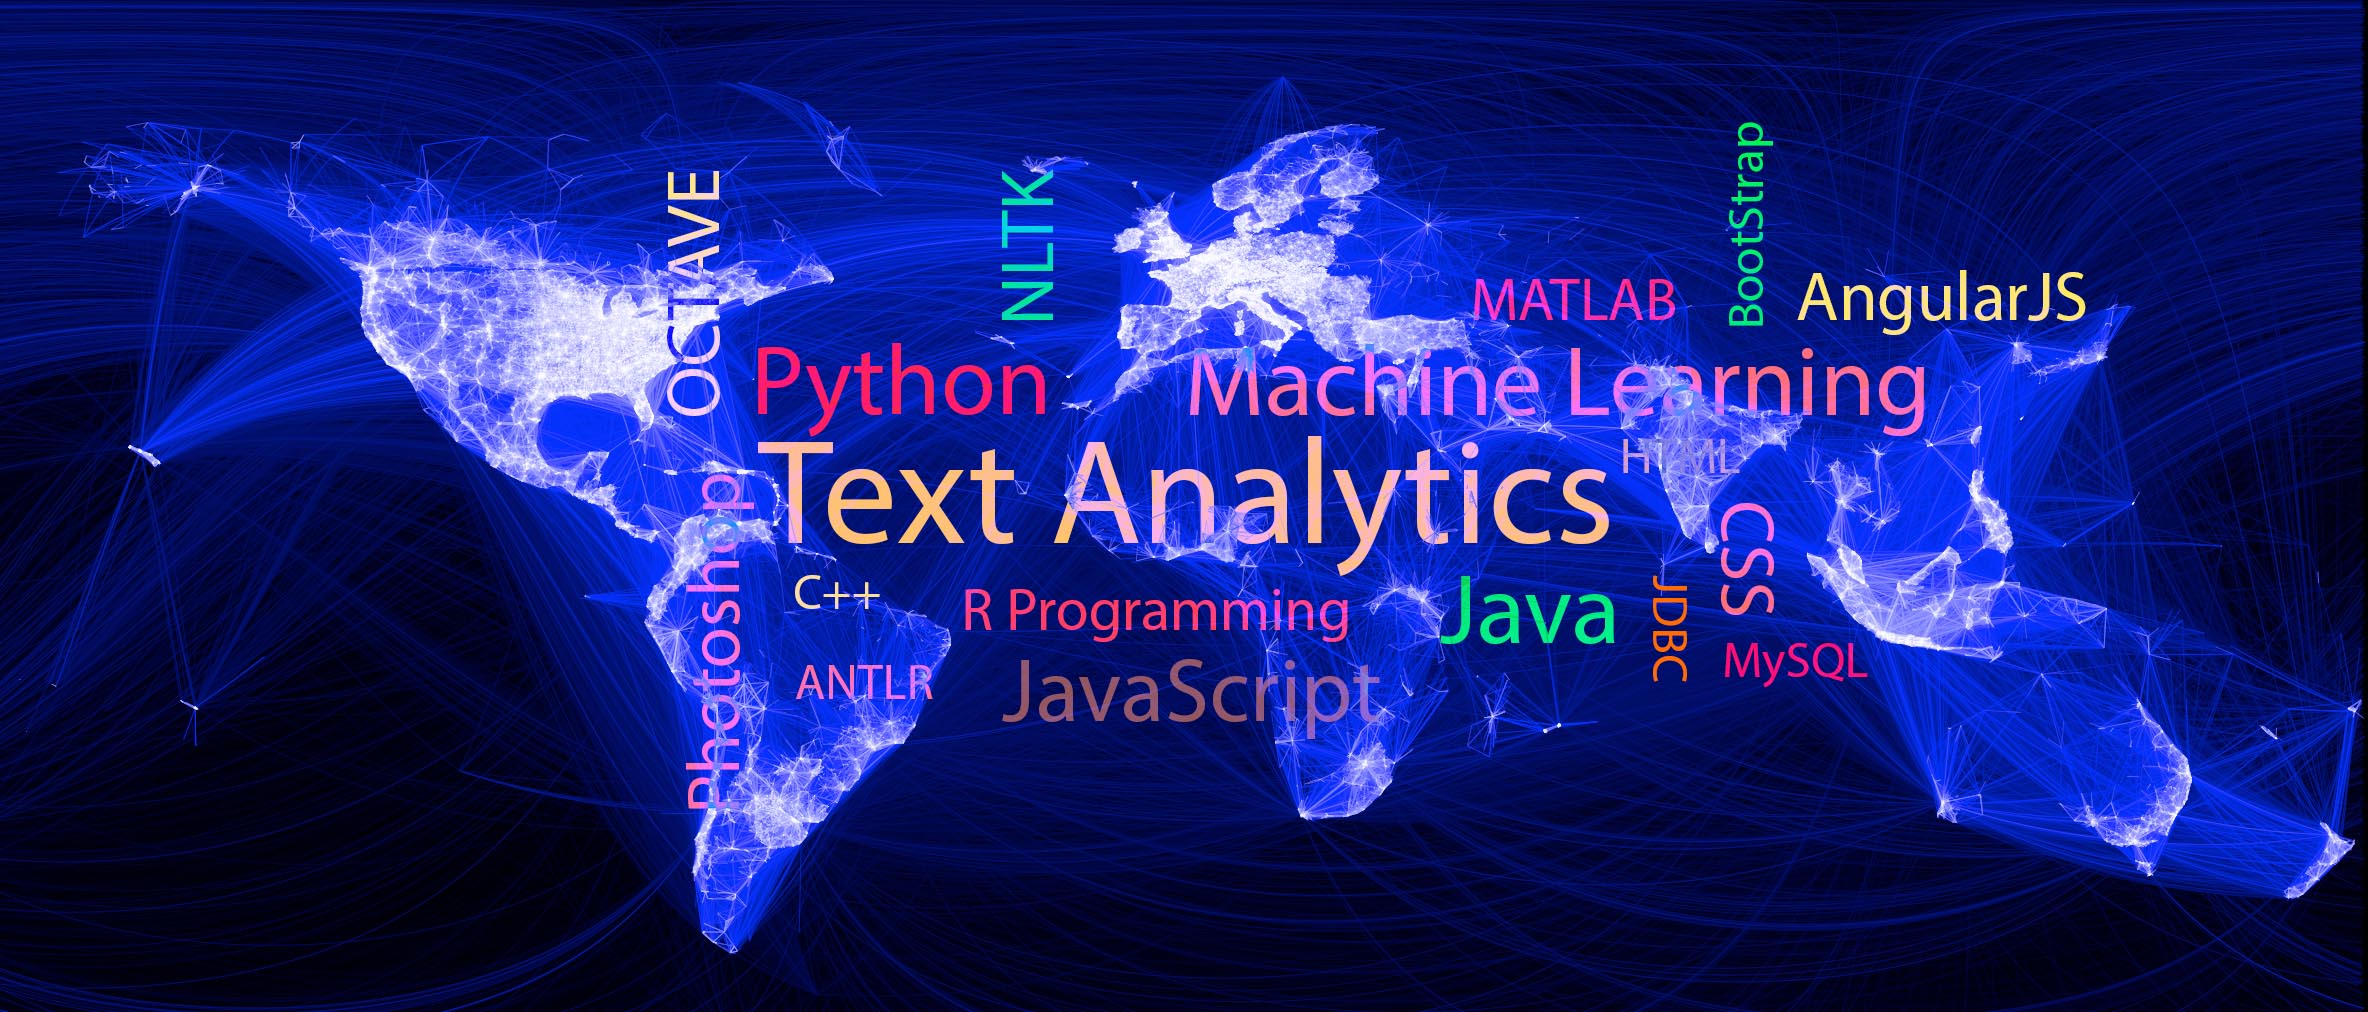 OCTAVE
NLTK
BootStrap
MATLAB
AngularJS
Python
Machine Learning
Text Analytics
HTML
Photoshop
CSS
C++
R Programming
Java
JDBC
ANTLR
JavaScript
MySQL